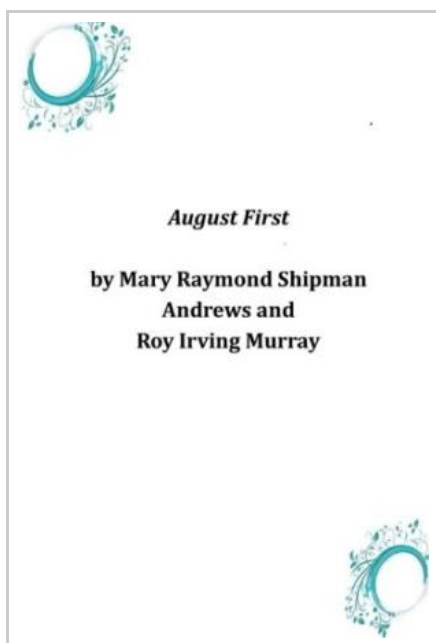 August First
by Mary Raymond Shipman
Andrews and
Roy Irving Murray